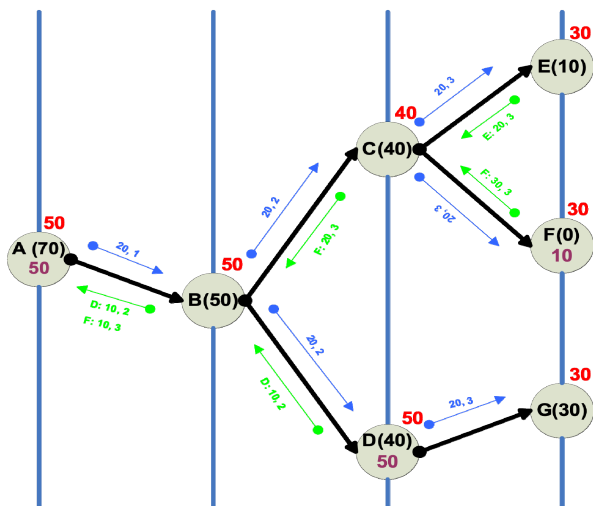 50
A (70)
50
20, 1
D: 10, 2
F: 10, 3
50
B(50)
20, 2
F: 20, 3
20, 2
D: 10, 2
40
C(40)
20, 3
E: 20, 3
F: 30, 3
20, 3
50
D(40)
50
20, 3
30
E(10)
30
F(0)
10
30
G(30)